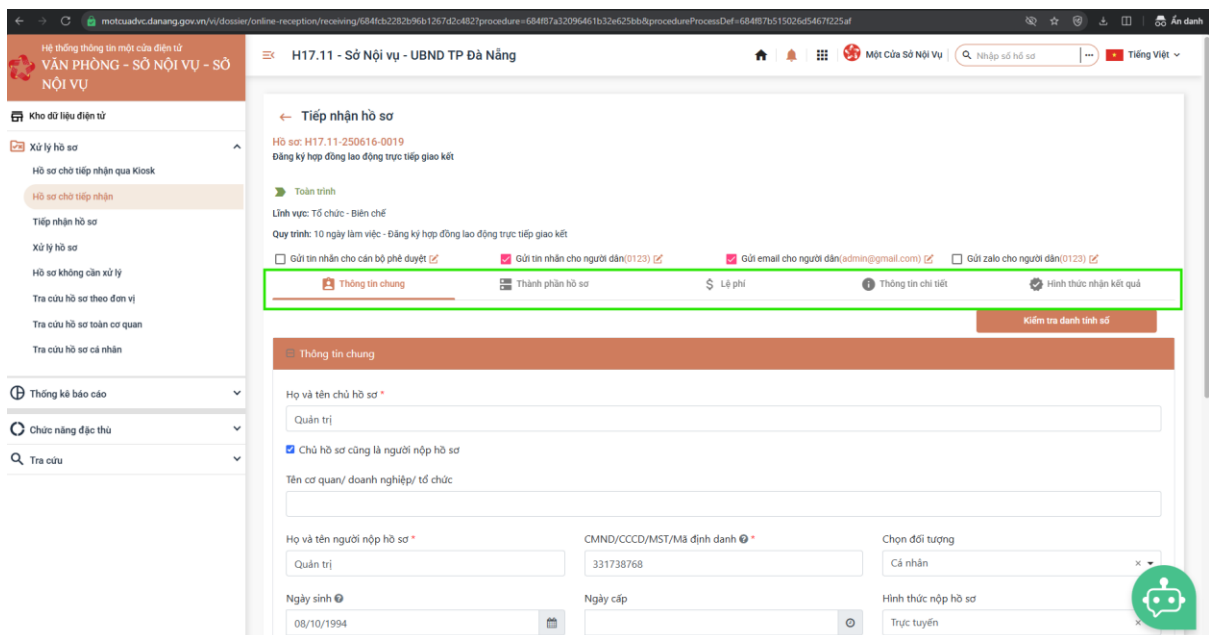 motcuadvc.danang.gov.vn/vi/dossier/online-reception/receiving/684fcb2282b96b1267d2c482?procedure=684f87a32096461b32e625bb&procedureProcessDef=684f87b515026d5467f225af
Ẩn danh
Hệ thống thông tin một cửa điện tử
VĂN PHÒNG - SỞ NỘI VỤ - SỞ
NỘI VỤ
H17.11 - Sở Nội vụ - UBND TP Đà Nẵng
Một Cửa Sở Nội Vụ
Nhập số hồ sơ
Tiếng Việt
Kho dữ liệu điện tử
Xử lý hồ sơ
Hồ sơ chờ tiếp nhận qua Kiosk
Hồ sơ chờ tiếp nhận
Tiếp nhận hồ sơ
Xử lý hồ sơ
Hồ sơ không cần xử lý
Tra cứu hồ sơ theo đơn vị
Tra cứu hồ sơ toàn cơ quan
Tra cứu hồ sơ cá nhân
Thống kê báo cáo
Chức năng đặc thù
Tra cứu
Tiếp nhận hồ sơ
Hồ sơ: H17.11-250616-0019
Đăng ký hợp đồng lao động trực tiếp giao kết
Toàn trình
Lĩnh vực: Tổ chức - Biên chế
Quy trình: 10 ngày làm việc - Đăng ký hợp đồng lao động trực tiếp giao kết
Gửi tin nhắn cho cán bộ phê duyệt
Gửi tin nhắn cho người dân(0123)
Gửi email cho người dân(admin@gmail.com)
Gửi zalo cho người dân(0123)
Thông tin chung
Thành phần hồ sơ
Lệ phí
Thông tin chi tiết
Hình thức nhận kết quả
Kiểm tra danh tính số
Thông tin chung
Họ và tên chủ hồ sơ *
Quản trị
Chủ hồ sơ cũng là người nộp hồ sơ
Tên cơ quan/ doanh nghiệp/ tổ chức
Họ và tên người nộp hồ sơ *
CMND/CCCD/MST/Mã định danh *
Chọn đối tượng
Quản trị
331738768
Cá nhân
Ngày sinh
Ngày cấp
Hình thức nộp hồ sơ
08/10/1994
Trực tuyến